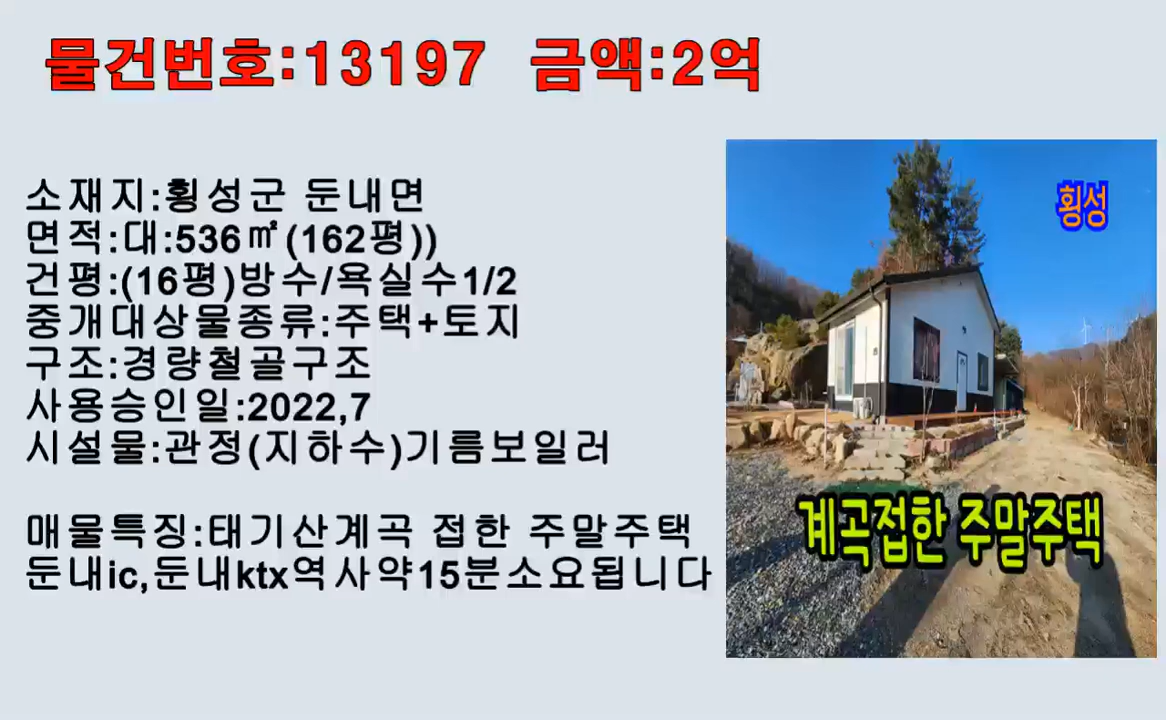 물건번호:13197 금액:2억
소재지:횡성군 둔내면
면적:대:536㎡(162평))
건평:(16평)방수/욕실수1/2
중개대상물종류:주택+토지
구조:경량철골구조
사용승인일:2022,7
시설물:관정(지하수)기름보일러
매물특징:태기산계곡 접한 주말주택
둔내ic,둔내ktx역사약15분소요됩니다
횡성
계곡접한 주말주택